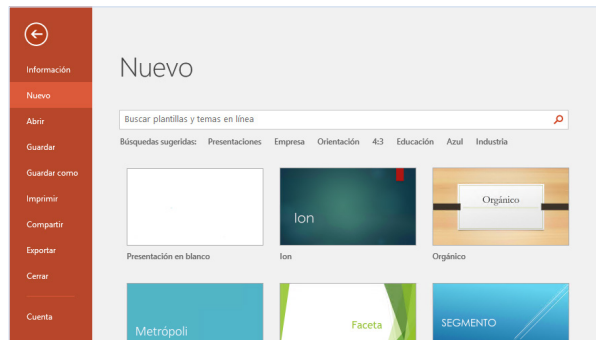 Información
Nuevo
Abrir
Guardar
Guardar como
Imprimir
Compartir
Exportar
Cerrar
Cuenta
Nuevo
Buscar plantillas y temas en línea
Búsquedas sugeridas: Presentaciones Empresa Orientación 4:3 Educación Azul Industria
Presentación en blanco
Ion
Ion
Orgánico
Orgánico
Metrópoli
Faceta
SEGMENTO